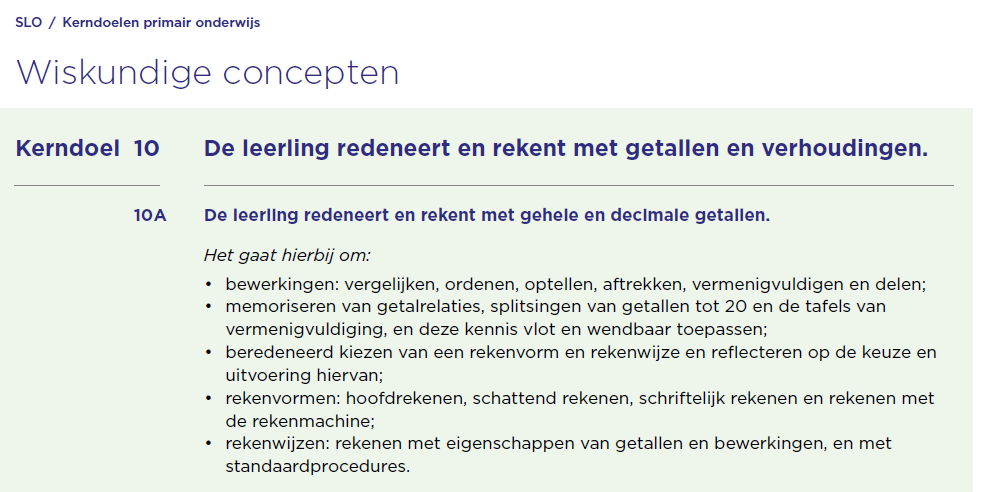 SLO / Kerndoelen primair onderwijs
Wiskundige concepten
Kerndoel 10 De leerling redeneert en rekent met getallen en verhoudingen.
10A De leerling redeneert en rekent met gehele en decimale getallen.
Het gaat hierbij om:
• bewerkingen: vergelijken, ordenen, optellen, aftrekken, vermenigvuldigen en delen;
• memoriseren van getalrelaties, splitsingen van getallen tot 20 en de tafels van
vermenigvuldiging, en deze kennis vlot en wendbaar toepassen;
• beredeneerd kiezen van een rekenvorm en rekenwijze en reflecteren op de keuze en
uitvoering hiervan;
• rekenvormen: hoofdrekenen, schattend rekenen, schriftelijk rekenen en rekenen met
de rekenmachine;
• rekenwijzen: rekenen met eigenschappen van getallen en bewerkingen, en met
standaardprocedures.